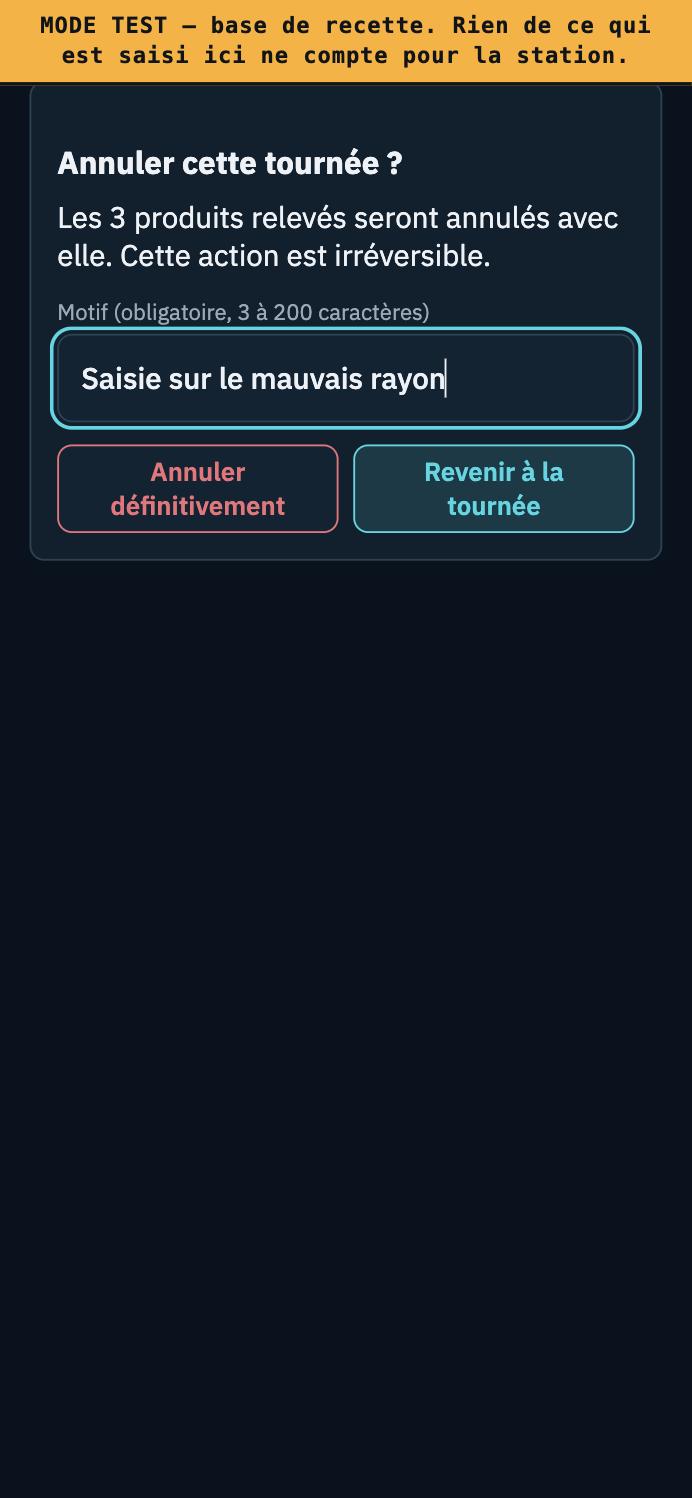 MODE TEST — base de recette. Rien de ce qui
est saisi ici ne compte pour la station.
Annuler cette tournée ?
Les 3 produits relevés seront annulés avec
elle. Cette action est irréversible.
Motif (obligatoire, 3 à 200 caractères)
Saisie sur le mauvais rayon
Annuler
définitivement
Revenir à la
tournée